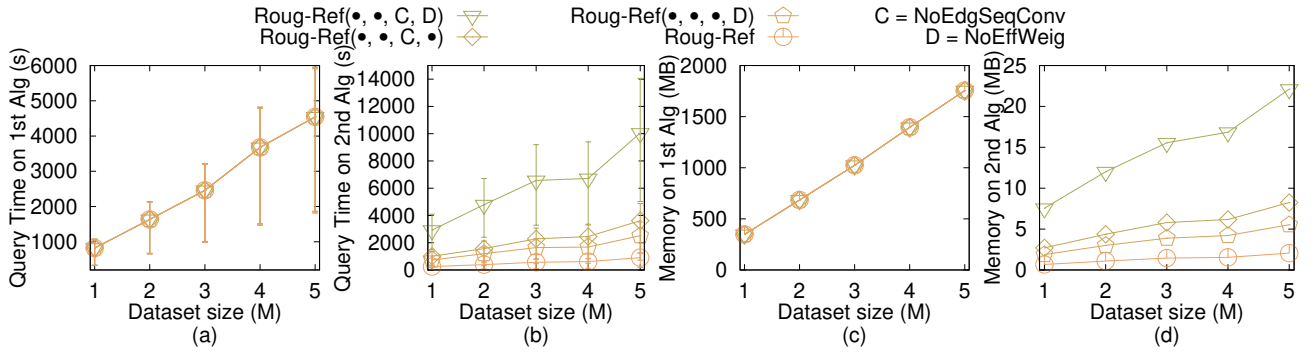 Roug-Ref(•, •, C, D)
Roug-Ref(•, •, •, D)
C = NoEdgSeqConv
Roug-Ref(•, •, C, •)
Roug-Ref
D = NoEffWeig
Query Time on 1st Alg (s)
6000
5000
4000
3000
2000
1000
1 2 3 4 5
Dataset size (M)
(a)
Query Time on 2nd Alg (s)
14000
12000
10000
8000
6000
4000
2000
0
1 2 3 4 5
Dataset size (M)
(b)
Memory on 1st Alg (MB)
2000
1500
1000
500
0
1 2 3 4 5
Dataset size (M)
(c)
Memory on 2nd Alg (MB)
25
20
15
10
5
0
1 2 3 4 5
Dataset size (M)
(d)